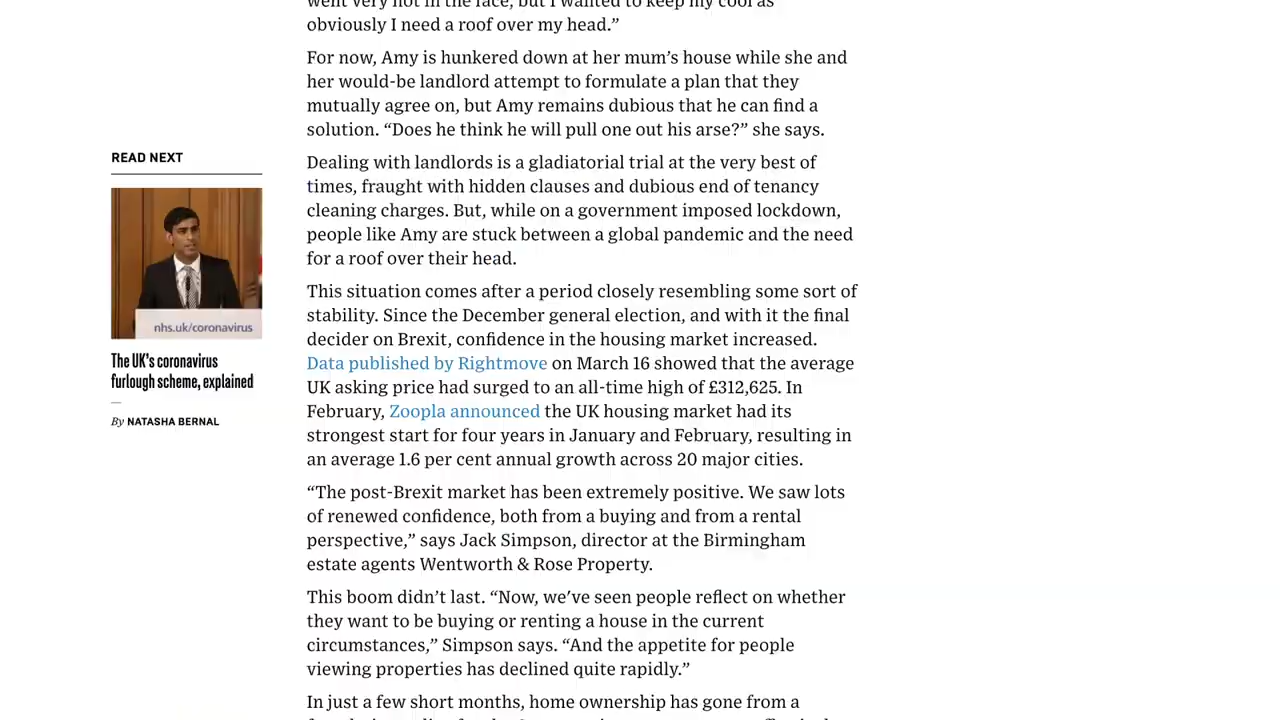 went very hot in the face, but I wanted to keep my cool as
obviously I need a roof over my head.”
For now, Amy is hunkered down at her mum’s house while she and
her would-be landlord attempt to formulate a plan that they
mutually agree on, but Amy remains dubious that he can find a
solution. “Does he think he will pull one out his arse?” she says.
READ NEXT
nhs.uk/coronavirus
The UK's coronavirus
furlough scheme, explained
By NATASHA BERNAL
Dealing with landlords is a gladiatorial trial at the very best of
times, fraught with hidden clauses and dubious end of tenancy
cleaning charges. But, while on a government imposed lockdown,
people like Amy are stuck between a global pandemic and the need
for a roof over their head.
This situation comes after a period closely resembling some sort of
stability. Since the December general election, and with it the final
decider on Brexit, confidence in the housing market increased.
Data published by Rightmove on March 16 showed that the average
UK asking price had surged to an all-time high of £312,625. In
February, Zoopla announced the UK housing market had its
strongest start for four years in January and February, resulting in
an average 1.6 per cent annual growth across 20 major cities.
“The post-Brexit market has been extremely positive. We saw lots
of renewed confidence, both from a buying and from a rental
perspective,” says Jack Simpson, director at the Birmingham
estate agents Wentworth & Rose Property.
This boom didn’t last. “Now, we've seen people reflect on whether
they want to be buying or renting a house in the current
circumstances,” Simpson says. “And the appetite for people
viewing properties has declined quite rapidly.”
In just a few short months, home ownership has gone from a